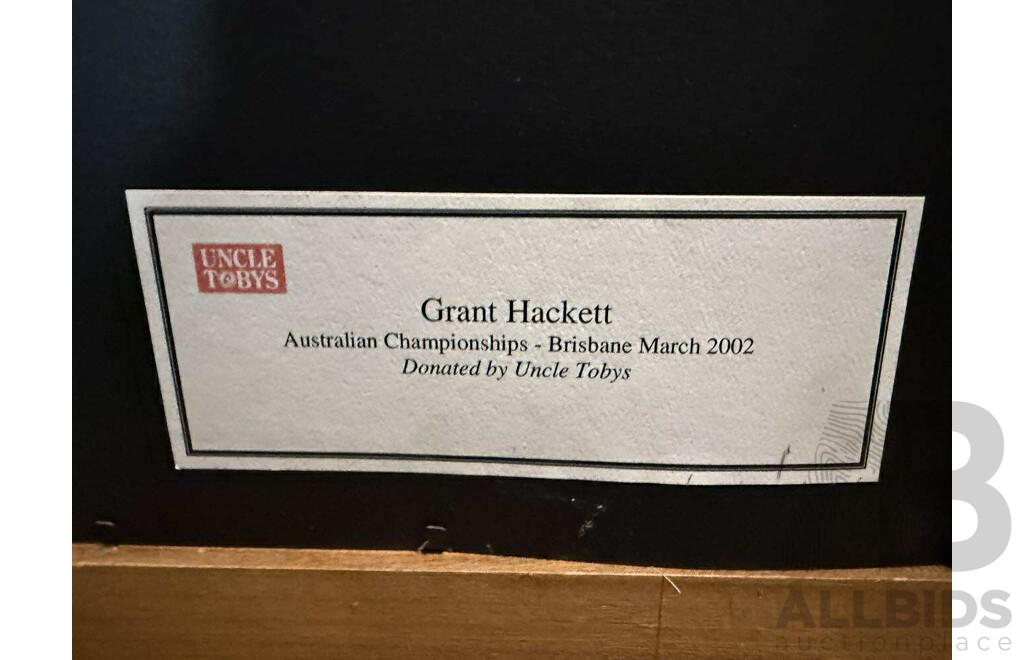 UNCLE
TOBYS
Grant Hackett
Australian Championships - Brisbane March 2002
Donated by Uncle Tobys
B
ALLBIDS
auctionplace